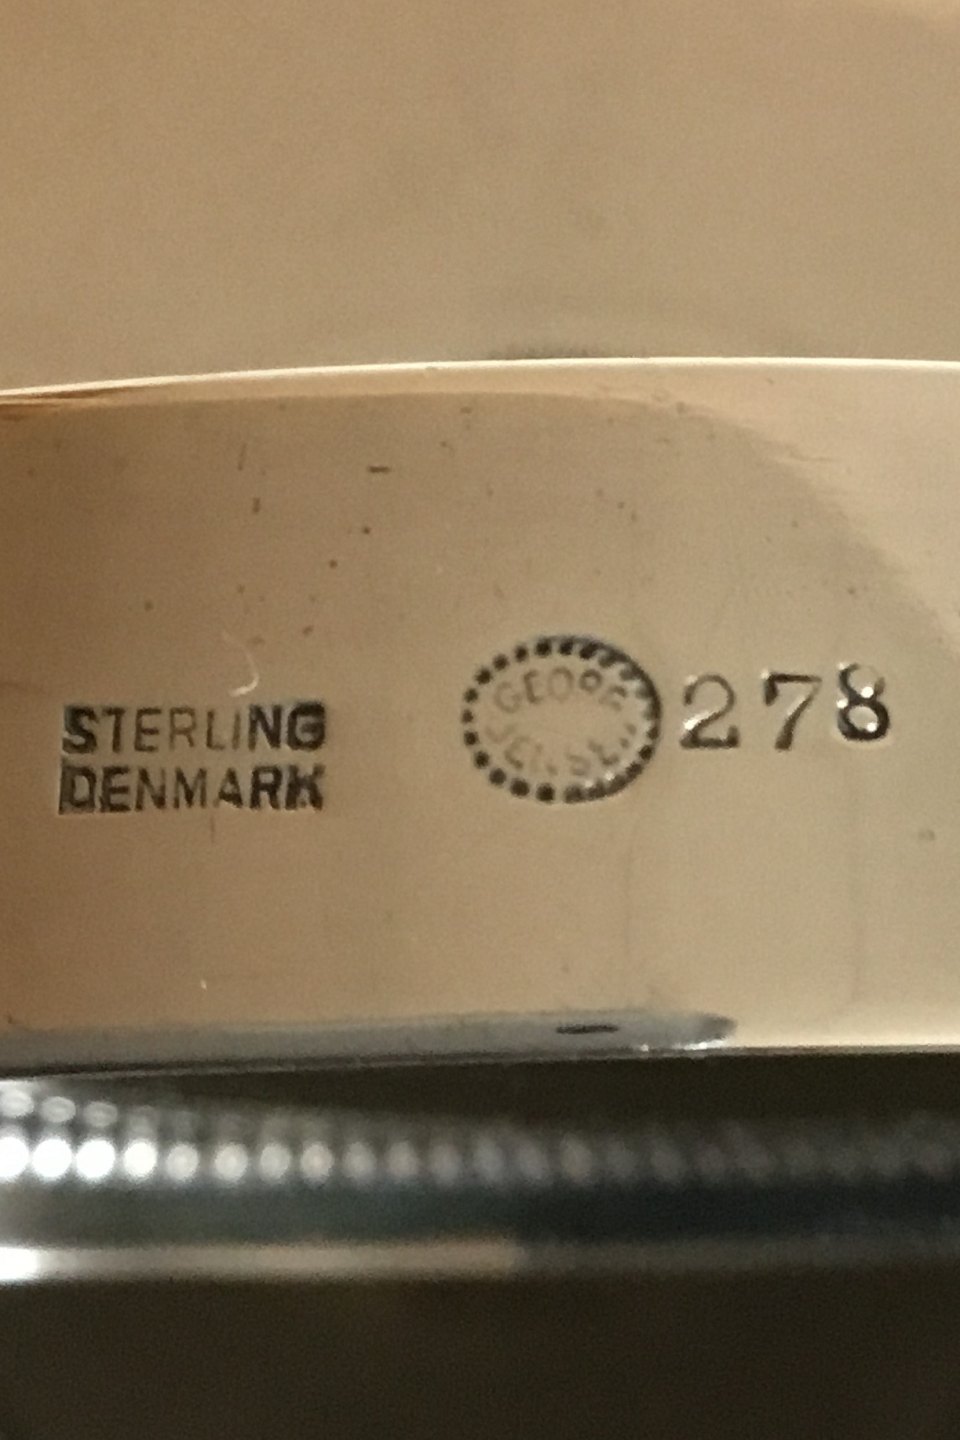 STERLING
DENMARK
GEORG
JENSEN
278